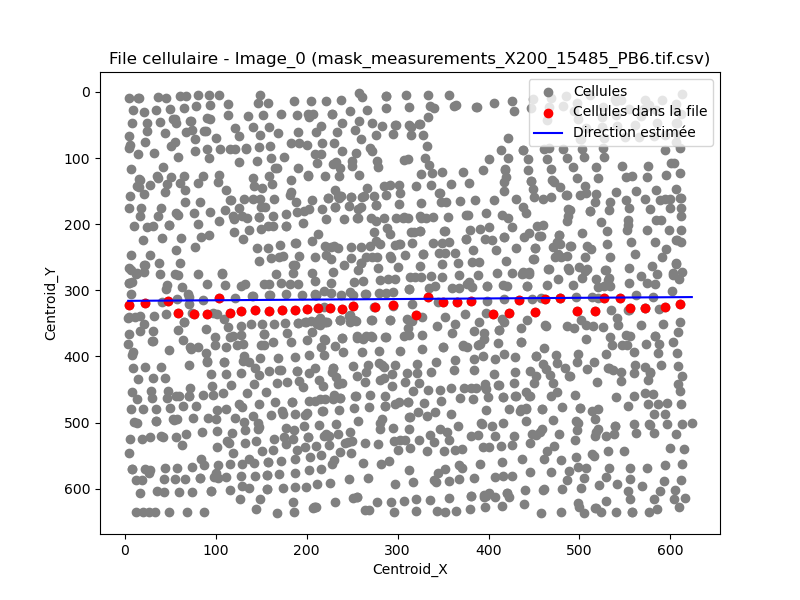 File cellulaire - Image_0 (mask_measurements_X200_15485_PB6.tif.csv)
Cellules
Cellules dans la file
Direction estimée
0
100
200
300
400
500
600
Centroid_Y
0 100 200 300 400 500 600
Centroid_X